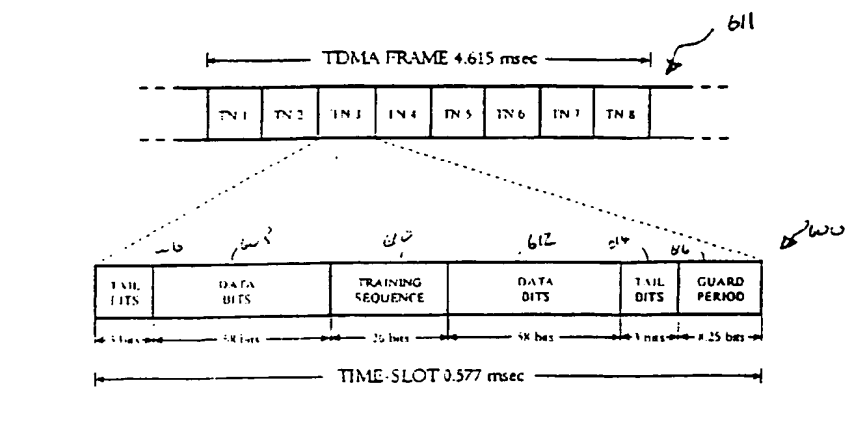 611
TDMA FRAME 4.615 msec
TN 1 TN 2 TN 3 TN 4 TN 5 TN 6 TN 7 TN 8
612 600
TAIL BITS DATA BITS TRAINING SEQUENCE DATA BITS TAIL BITS GUARD PERIOD
3 bits 58 bits 26 bits 58 bits 3 bits 8.25 bits
TIME-SLOT 0.577 msec